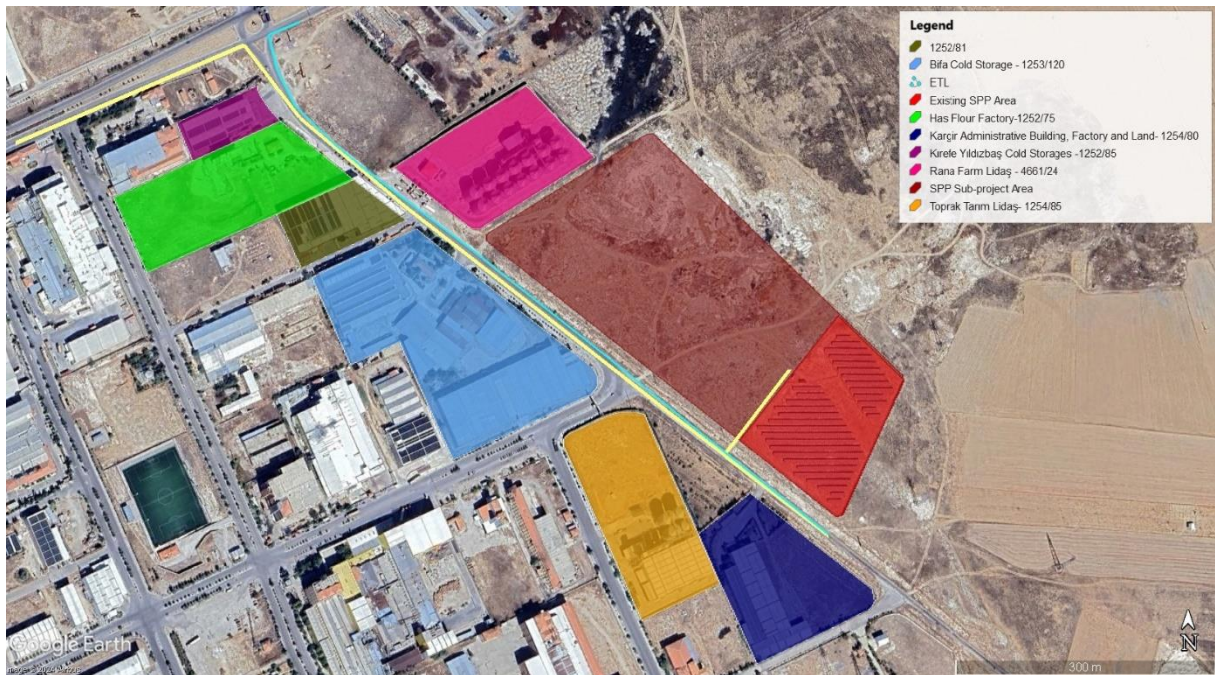 Legend
1252/81
Bifa Cold Storage - 1253/120
ETL
Existing SPP Area
Has Flour Factory-1252/75
Karçir Administrative Building, Factory and Land- 1254/80
Kırele Yıldızbaş Cold Storages -1252/85
Rana Farm Lidaş - 4661/24
SPP Sub-project Area
Toprak Tarım Lidaş- 1254/85
Google Earth
N
300 m